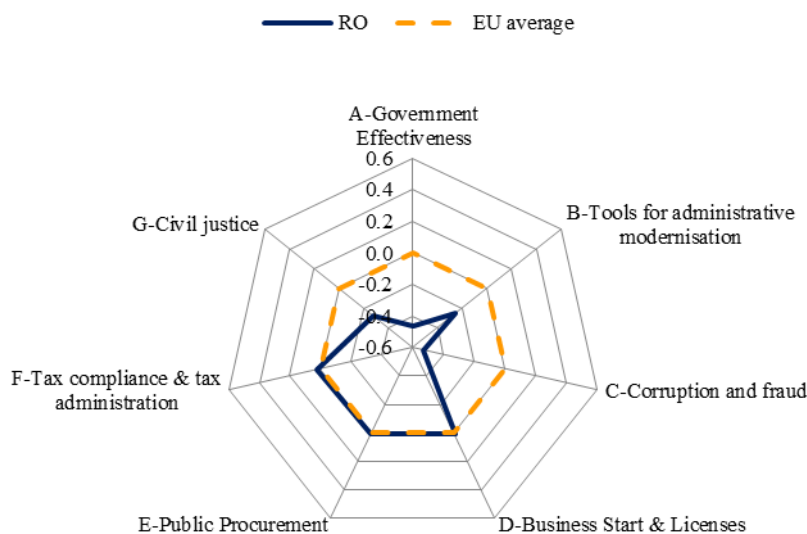 RO
EU average
A-Government
Effectiveness
0.6
0.4
0.2
0.0
-0.2
-0.4
-0.6
B-Tools for administrative
modernisation
C-Corruption and fraud
D-Business Start & Licenses
E-Public Procurement
F-Tax compliance & tax
administration
G-Civil justice